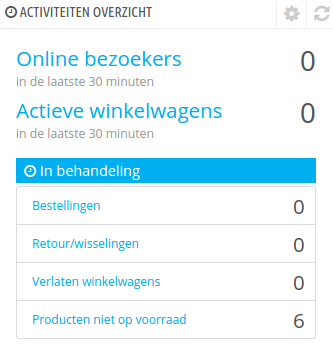 ACTIVITEITEN OVERZICHT
Online bezoekers 0
in de laatste 30 minuten
Actieve winkelwagens 0
in de laatste 30 minuten
In behandeling
Bestellingen 0
Retour/wisselingen 0
Verlaten winkelwagens 0
Producten niet op voorraad 6